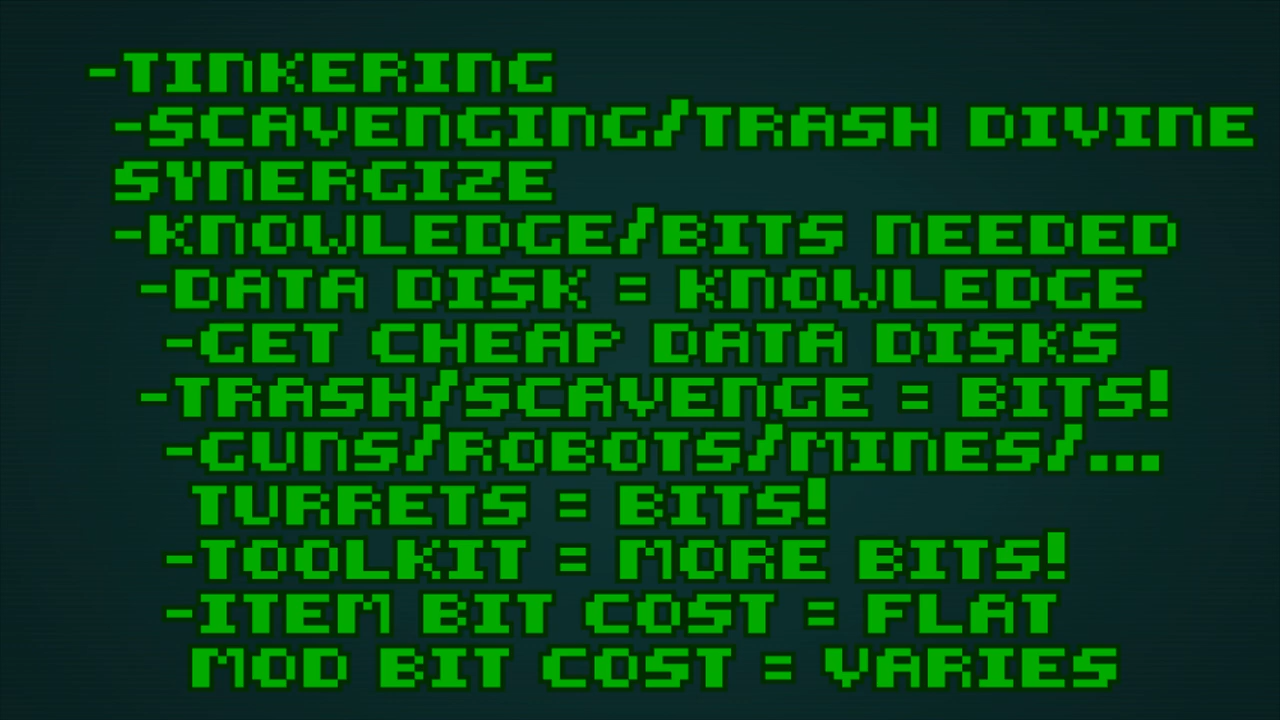 -TINKERING
-SCAVENGING/TRASH DIVINE
SYNERGIZE
-KNOWLEDGE/BITS NEEDED
-DATA DISK = KNOWLEDGE
-GET CHEAP DATA DISKS
-TRASH/SCAVENGE = BITS!
-GUNS/ROBOTS/MINES/...
TURRETS = BITS!
-TOOLKIT = MORE BITS!
-ITEM BIT COST = FLAT
MOD BIT COST = VARIES